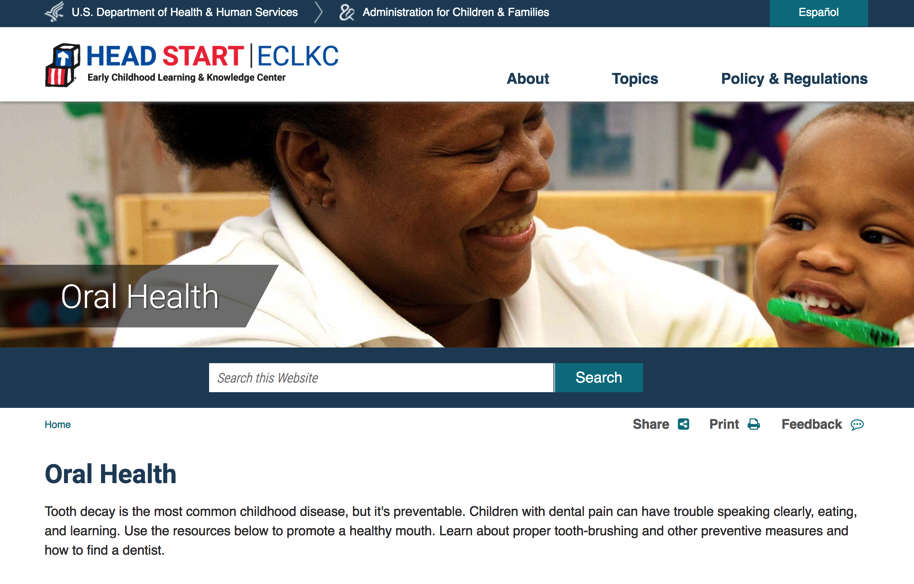 U.S. Department of Health & Human Services
Administration for Children & Families
Español
HEAD START | ECLKC
Early Childhood Learning & Knowledge Center
About
Topics
Policy & Regulations
Oral Health
Search this Website
Search
Home
Share
Print
Feedback
Oral Health
Tooth decay is the most common childhood disease, but it's preventable. Children with dental pain can have trouble speaking clearly, eating,
and learning. Use the resources below to promote a healthy mouth. Learn about proper tooth-brushing and other preventive measures and
how to find a dentist.